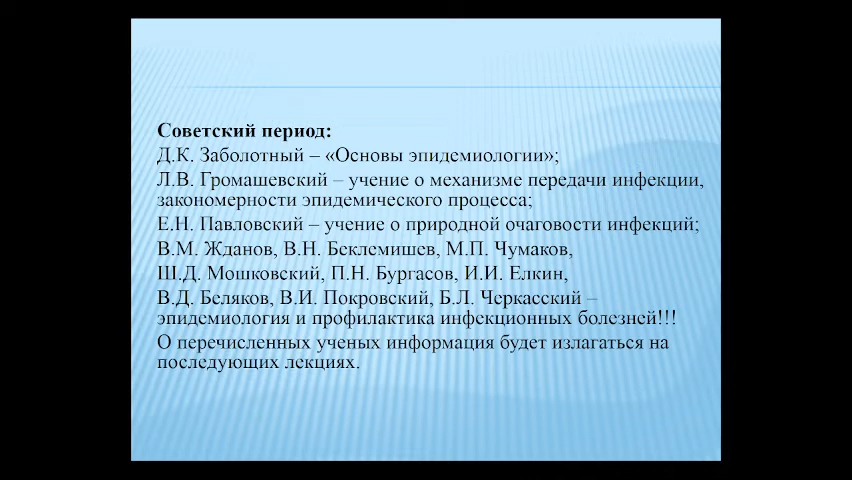 Советский период:
Д.К. Заболотный – «Основы эпидемиологии»;
Л.В. Громашевский – учение о механизме передачи инфекции,
закономерности эпидемического процесса;
Е.Н. Павловский – учение о природной очаговости инфекций;
В.М. Жданов, В.Н. Беклемишев, М.П. Чумаков,
Ш.Д. Мошковский, П.Н. Бургасов, И.И. Елкин,
В.Д. Беляков, В.И. Покровский, Б.Л. Черкасский –
эпидемиология и профилактика инфекционных болезней!!!
О перечисленных ученых информация будет излагаться на
последующих лекциях.